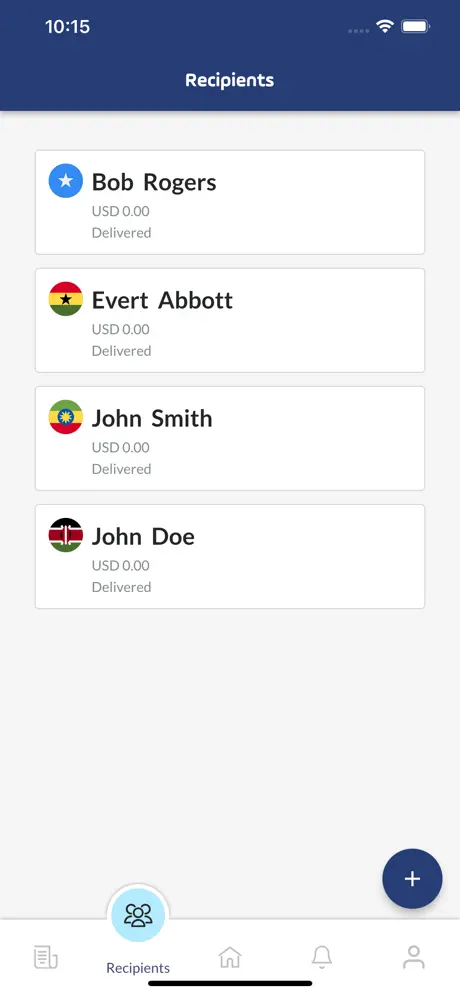 10:15
Recipients
Bob Rogers
USD 0.00
Delivered
Evert Abbott
USD 0.00
Delivered
John Smith
USD 0.00
Delivered
John Doe
USD 0.00
Delivered
Recipients